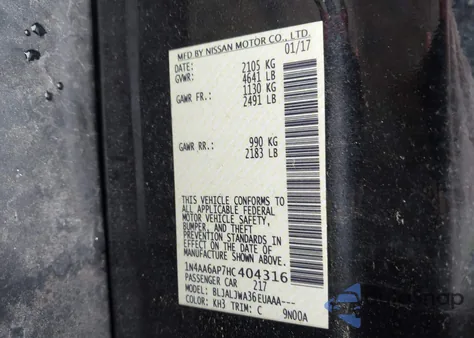 MFD BY NISSAN MOTOR CO., LTD.
01/17
DATE:
GVWR: 2105 KG
4641 LB
GAWR FR.: 1130 KG
2491 LB
GAWR RR.: 990 KG
2183 LB
THIS VEHICLE CONFORMS TO
ALL APPLICABLE FEDERAL
MOTOR VEHICLE SAFETY,
BUMPER, AND THEFT
PREVENTION STANDARDS IN
EFFECT ON THE DATE OF
MANUFACTURE SHOWN ABOVE.
1N4AA6AP7HC404316
PASSENGER CAR 217
MODEL: BLJALJWA36EUAAA---
COLOR: KH3 TRIM: C 9N00A